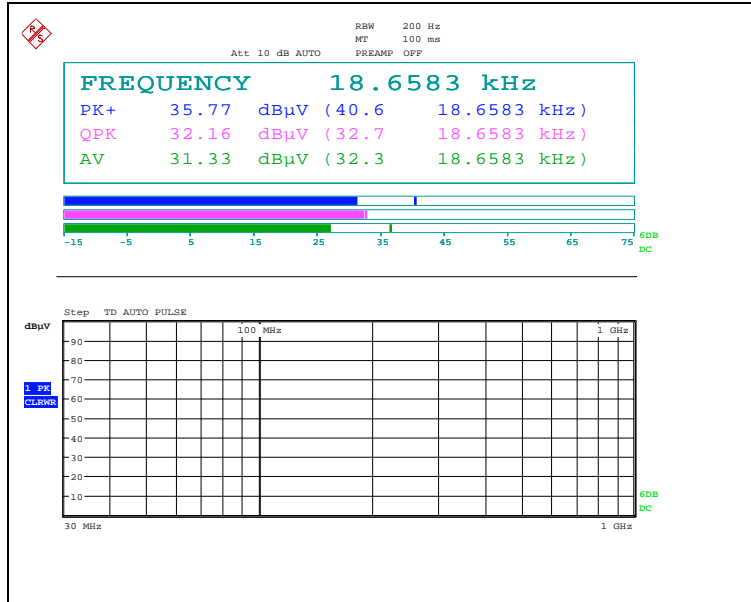 R S
RBW 200 Hz
MT 100 ms
Att 10 dB AUTO PREAMP OFF
FREQUENCY 18.6583 kHz
PK+ 35.77 dBµV (40.6 18.6583 kHz)
QPK 32.16 dBµV (32.7 18.6583 kHz)
AV 31.33 dBµV (32.3 18.6583 kHz)
-15 -5 5 15 25 35 45 55 65 75
6DB
DC
Step TD AUTO PULSE
dBµV
100 MHz 1 GHz
90
80
70
1 PK
CLRWR
60
50
40
30
20
10
6DB
DC
30 MHz 1 GHz